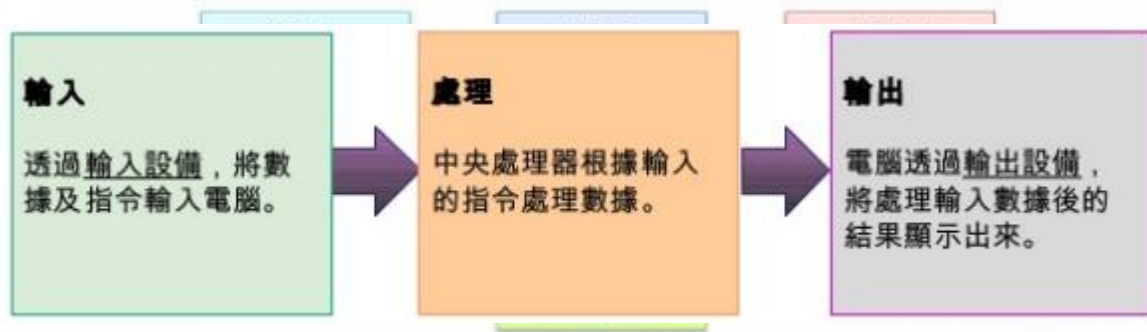 輸入
透過輸入設備，將數
據及指令輸入電腦。
處理
中央處理器根據輸入
的指令處理數據。
輸出
電腦透過輸出設備，
將處理輸入數據後的
結果顯示出來。